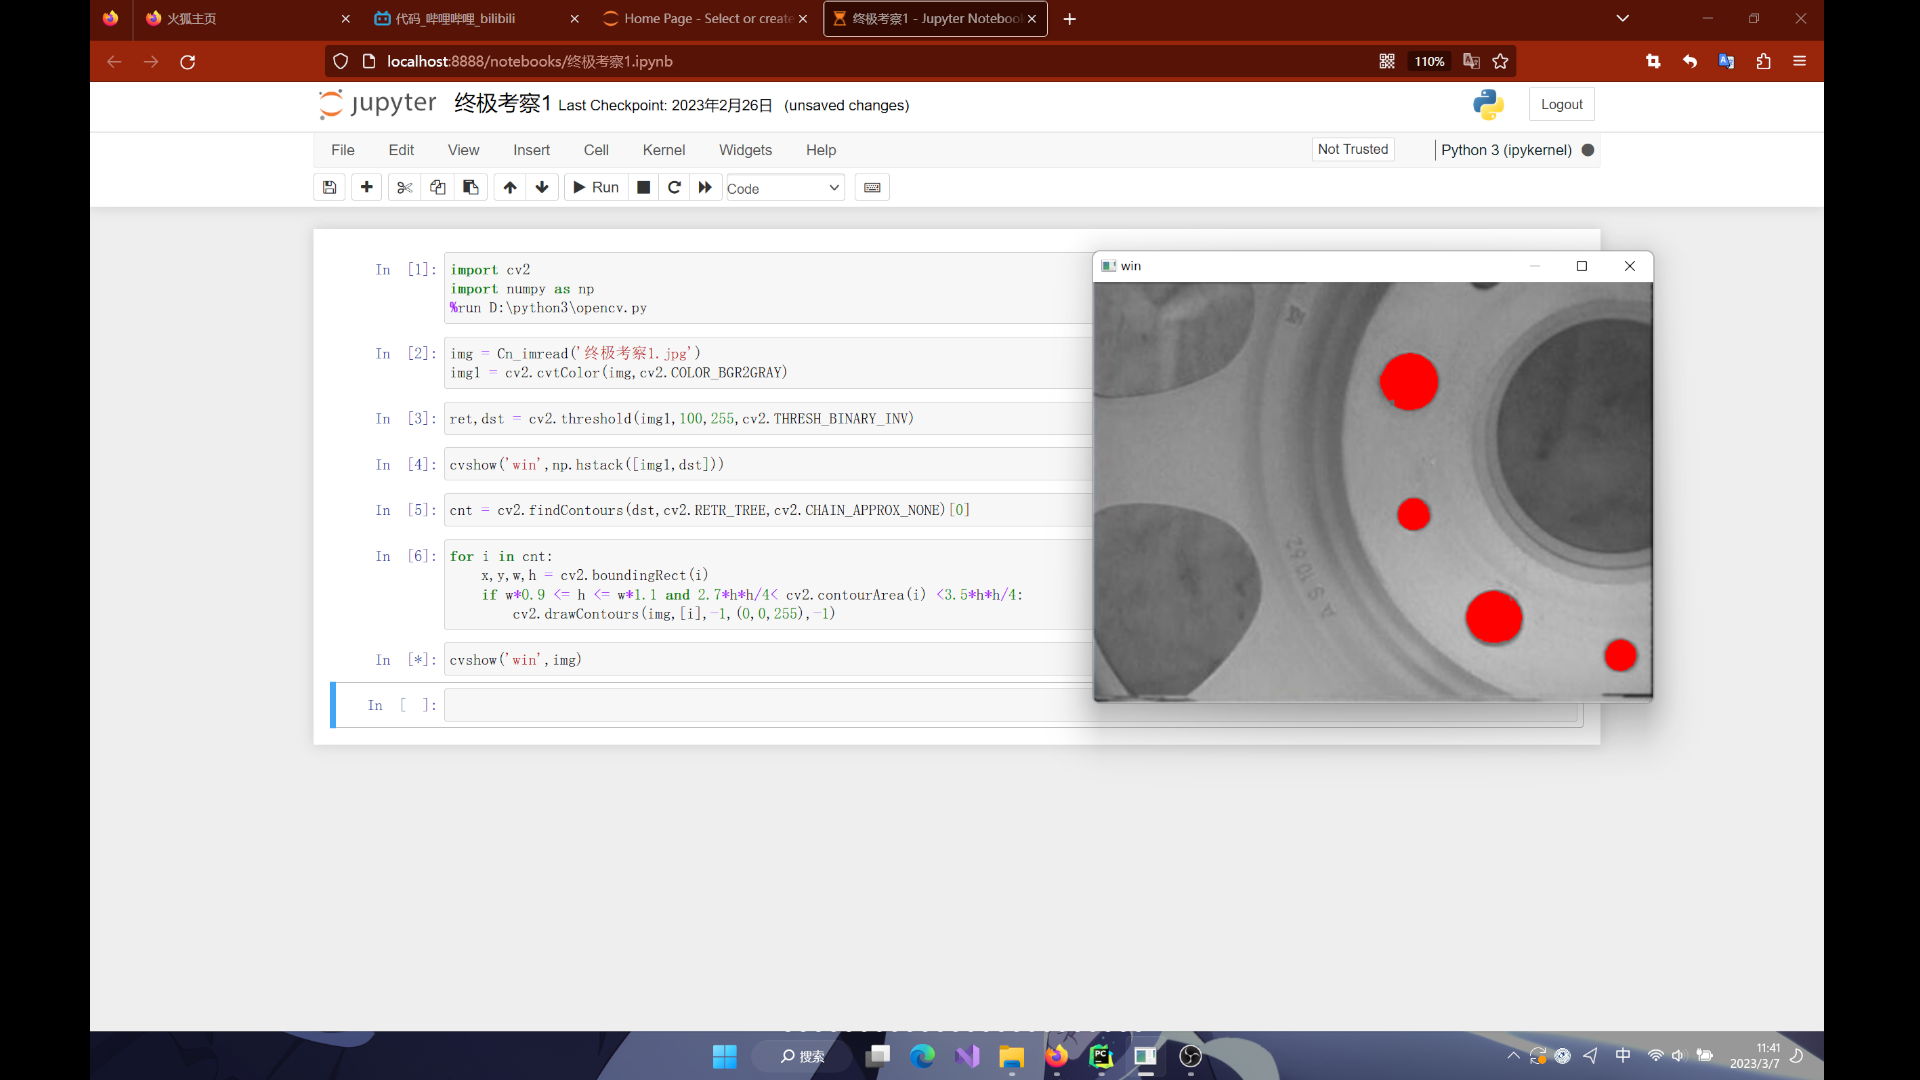 火狐主页
代码_哔哩哔哩_bilibili
Home Page - Select or create
终极考察1 - Jupyter Notebook
localhost:8888/notebooks/终极考察1.ipynb
110%
jupyter 终极考察1 Last Checkpoint: 2023年2月26日 (unsaved changes)
Logout
File Edit View Insert Cell Kernel Widgets Help
Not Trusted
Python 3 (ipykernel)
Run
Code
In [1]: import cv2
import numpy as np
%run D:\python3\opencv.py
In [2]: img = Cn_imread('终极考察1.jpg')
img1 = cv2.cvtColor(img,cv2.COLOR_BGR2GRAY)
In [3]: ret,dst = cv2.threshold(img1,100,255,cv2.THRESH_BINARY_INV)
In [4]: cvshow('win',np.hstack([img1,dst]))
In [5]: cnt = cv2.findContours(dst,cv2.RETR_TREE,cv2.CHAIN_APPROX_NONE)[0]
In [6]: for i in cnt:
x,y,w,h = cv2.boundingRect(i)
if w*0.9 <= h <= w*1.1 and 2.7*h*h/4< cv2.contourArea(i) <3.5*h*h/4:
cv2.drawContours(img,[i],-1,(0,0,255),-1)
In [*]: cvshow('win',img)
In [ ]:
win
搜索
中
11:41
2023/3/7